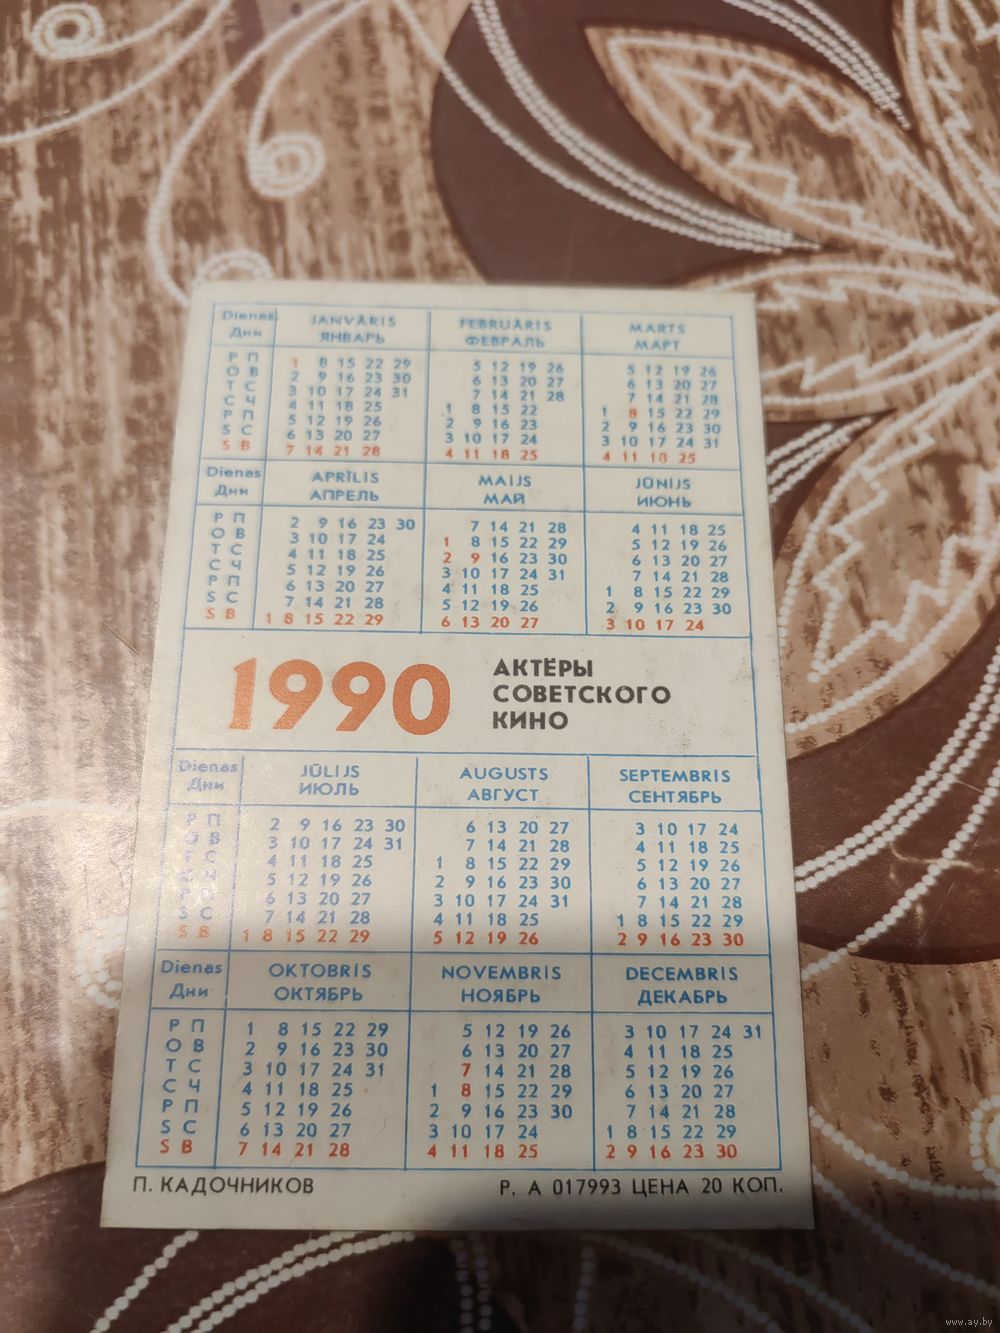 Dienas JANVĀRIS FEBRUĀRIS MARTS
Дни ЯНВАРЬ ФЕВРАЛЬ МАРТ
P П 1 8 15 22 29 5 12 19 26 5 12 19 26
O В 2 9 16 23 30 6 13 20 27 6 13 20 27
T С 3 10 17 24 31 7 14 21 28 7 14 21 28
C Ч 4 11 18 25 1 8 15 22 1 8 15 22 29
P П 5 12 19 26 2 9 16 23 2 9 16 23 30
S С 6 13 20 27 3 10 17 24 3 10 17 24 31
S В 7 14 21 28 4 11 18 25 4 11 18 25
Dienas APRĪLIS MAIJS JŪNIJS
Дни АПРЕЛЬ МАЙ ИЮНЬ
P П 2 9 16 23 30 7 14 21 28 4 11 18 25
O В 3 10 17 24 1 8 15 22 29 5 12 19 26
T С 4 11 18 25 2 9 16 23 30 6 13 20 27
C Ч 5 12 19 26 3 10 17 24 31 7 14 21 28
P П 6 13 20 27 4 11 18 25 1 8 15 22 29
S С 7 14 21 28 5 12 19 26 2 9 16 23 30
S В 1 8 15 22 29 6 13 20 27 3 10 17 24
1990 АКТЁРЫ
СОВЕТСКОГО
КИНО
Dienas JŪLIJS AUGUSTS SEPTEMBRIS
Дни ИЮЛЬ АВГУСТ СЕНТЯБРЬ
P П 2 9 16 23 30 6 13 20 27 3 10 17 24
O В 3 10 17 24 31 7 14 21 28 4 11 18 25
T С 4 11 18 25 1 8 15 22 29 5 12 19 26
C Ч 5 12 19 26 2 9 16 23 30 6 13 20 27
P П 6 13 20 27 3 10 17 24 31 7 14 21 28
S С 7 14 21 28 4 11 18 25 1 8 15 22 29
S В 1 8 15 22 29 5 12 19 26 2 9 16 23 30
Dienas OKTOBRIS NOVEMBRIS DECEMBRIS
Дни ОКТЯБРЬ НОЯБРЬ ДЕКАБРЬ
P П 1 8 15 22 29 5 12 19 26 3 10 17 24 31
O В 2 9 16 23 30 6 13 20 27 4 11 18 25
T С 3 10 17 24 31 7 14 21 28 5 12 19 26
C Ч 4 11 18 25 1 8 15 22 29 6 13 20 27
P П 5 12 19 26 2 9 16 23 30 7 14 21 28
S С 6 13 20 27 3 10 17 24 1 8 15 22 29
S В 7 14 21 28 4 11 18 25 2 9 16 23 30
П. КАДОЧНИКОВ Р. А 017993 ЦЕНА 20 КОП.
www.ay.by